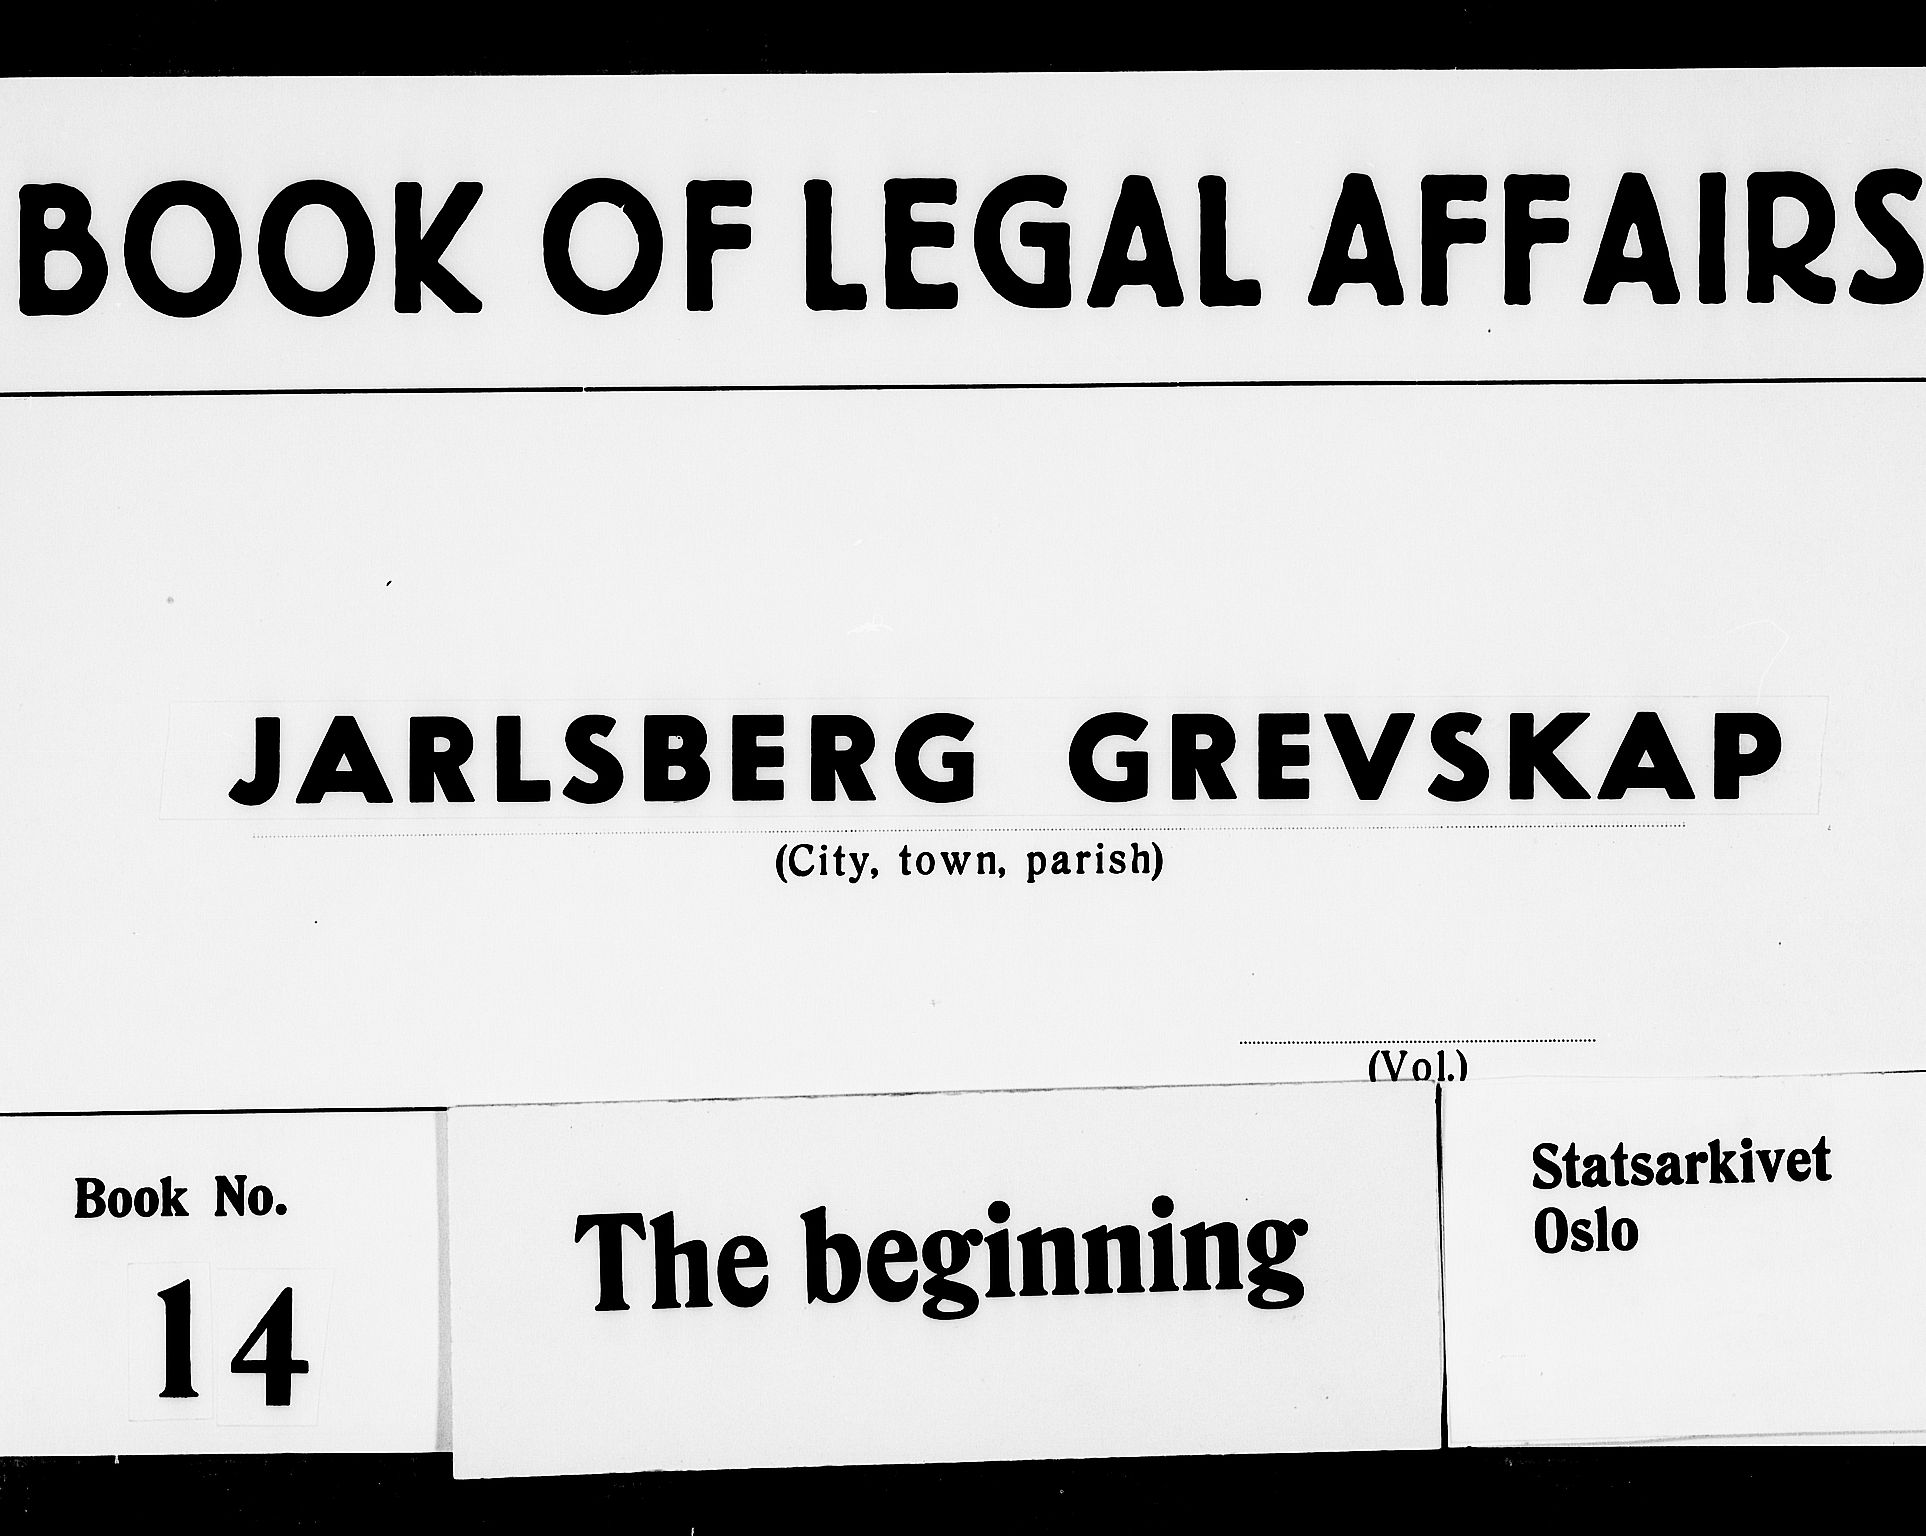 BOOK OF LEGAL AFFAIRS
JARLSBERG GREVSKAP
(City, town, parish)
(Vol.)
Book No.
14
The beginning
Statsarkivet
Oslo